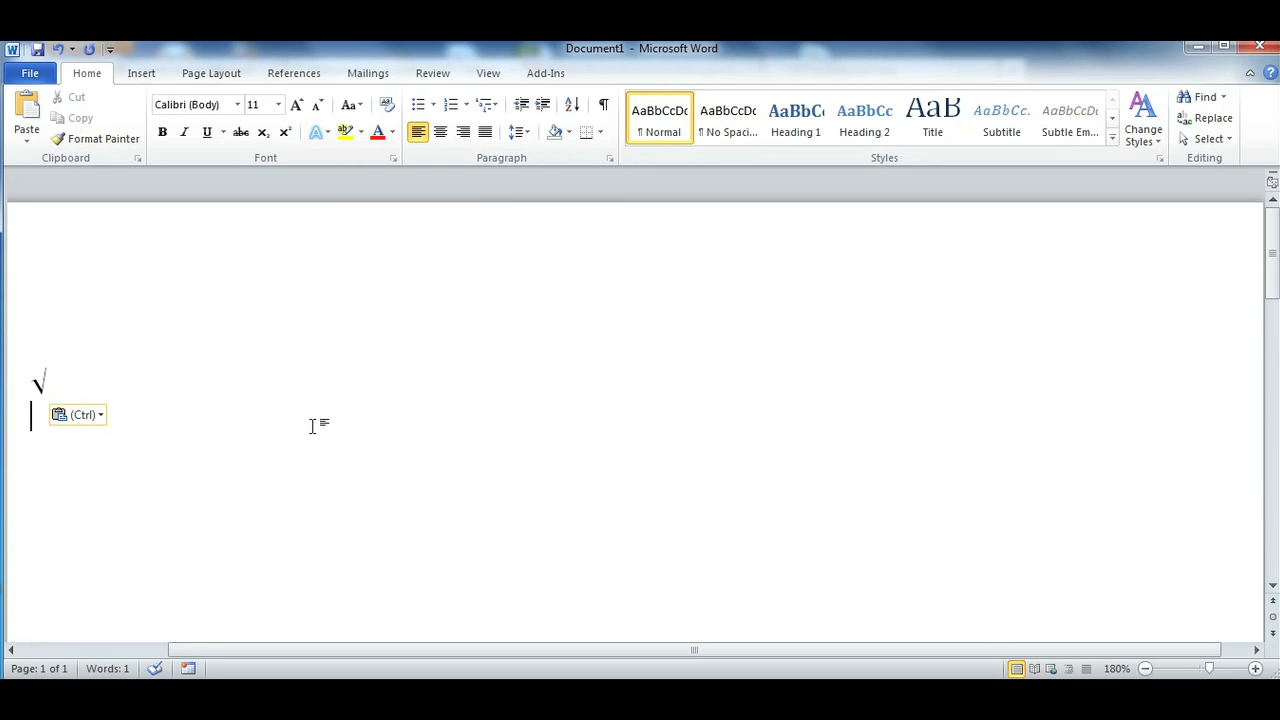 Document1 - Microsoft Word
File Home Insert Page Layout References Mailings Review View Add-Ins
Paste
Cut
Copy
Format Painter
Clipboard
Calibri (Body) 11
Font
Paragraph
AaBbCcDc AaBbCcDc AaBbC AaBbCc AaB AaBbCc. AaBbCcDc
¶ Normal ¶ No Spaci... Heading 1 Heading 2 Title Subtitle Subtle Em...
Styles
Change
Styles
Find
Replace
Select
Editing
√
(Ctrl)
Page: 1 of 1 Words: 1 180%